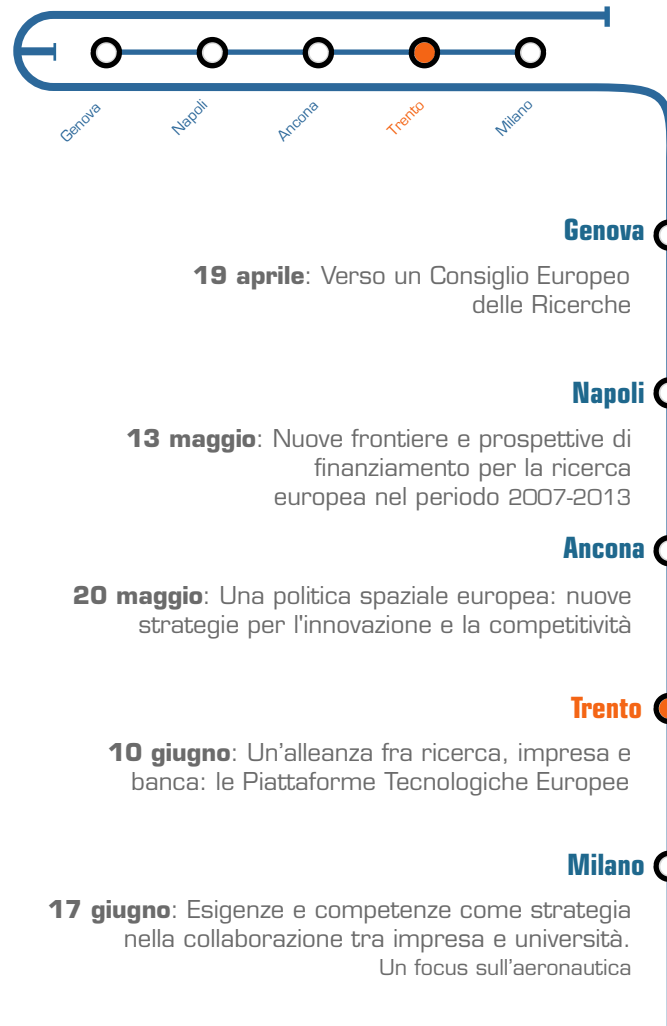 Genova
Napoli
Ancona
Trento
Milano
Genova
19 aprile: Verso un Consiglio Europeo
delle Ricerche
Napoli
13 maggio: Nuove frontiere e prospettive di
finanziamento per la ricerca
europea nel periodo 2007-2013
Ancona
20 maggio: Una politica spaziale europea: nuove
strategie per l'innovazione e la competitività
Trento
10 giugno: Un’alleanza fra ricerca, impresa e
banca: le Piattaforme Tecnologiche Europee
Milano
17 giugno: Esigenze e competenze come strategia
nella collaborazione tra impresa e università.
Un focus sull’aeronautica